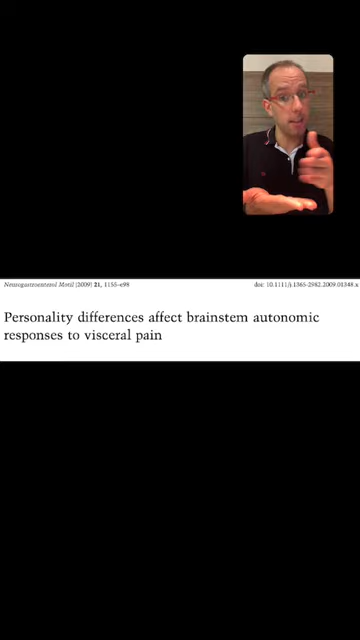 Neurogastroenterol Motil (2009) 21, 1155–e98
doi: 10.1111/j.1365-2982.2009.01348.x
Personality differences affect brainstem autonomic
responses to visceral pain